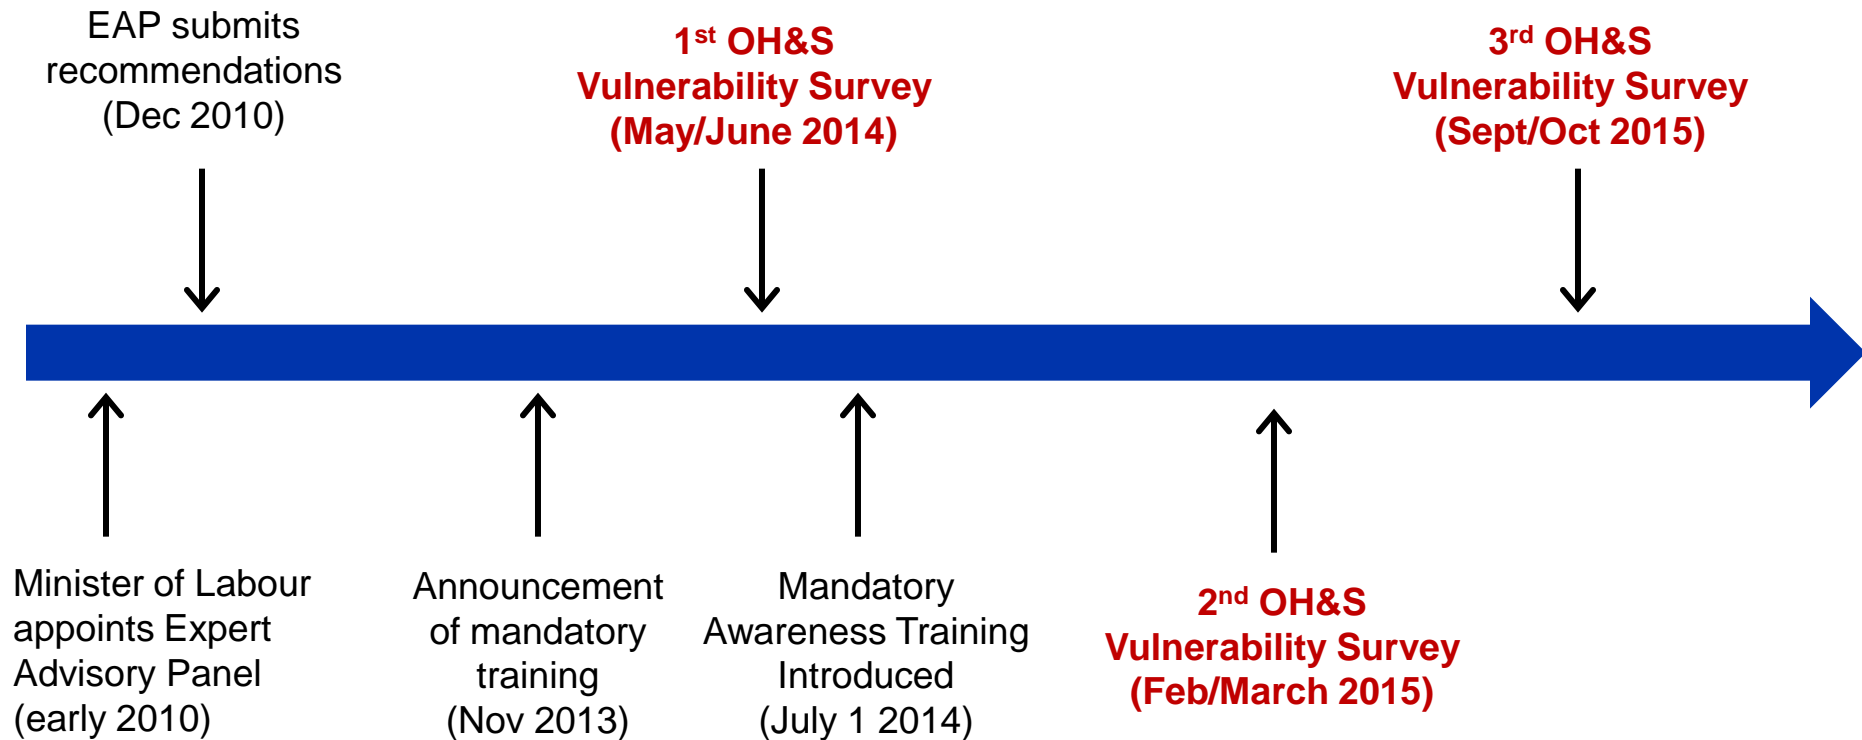 EAP submits
recommendations
(Dec 2010)
1st OH&S
Vulnerability Survey
(May/June 2014)
3rd OH&S
Vulnerability Survey
(Sept/Oct 2015)
Minister of Labour
appoints Expert
Advisory Panel
(early 2010)
Announcement
of mandatory
training
(Nov 2013)
Mandatory
Awareness Training
Introduced
(July 1 2014)
2nd OH&S
Vulnerability Survey
(Feb/March 2015)